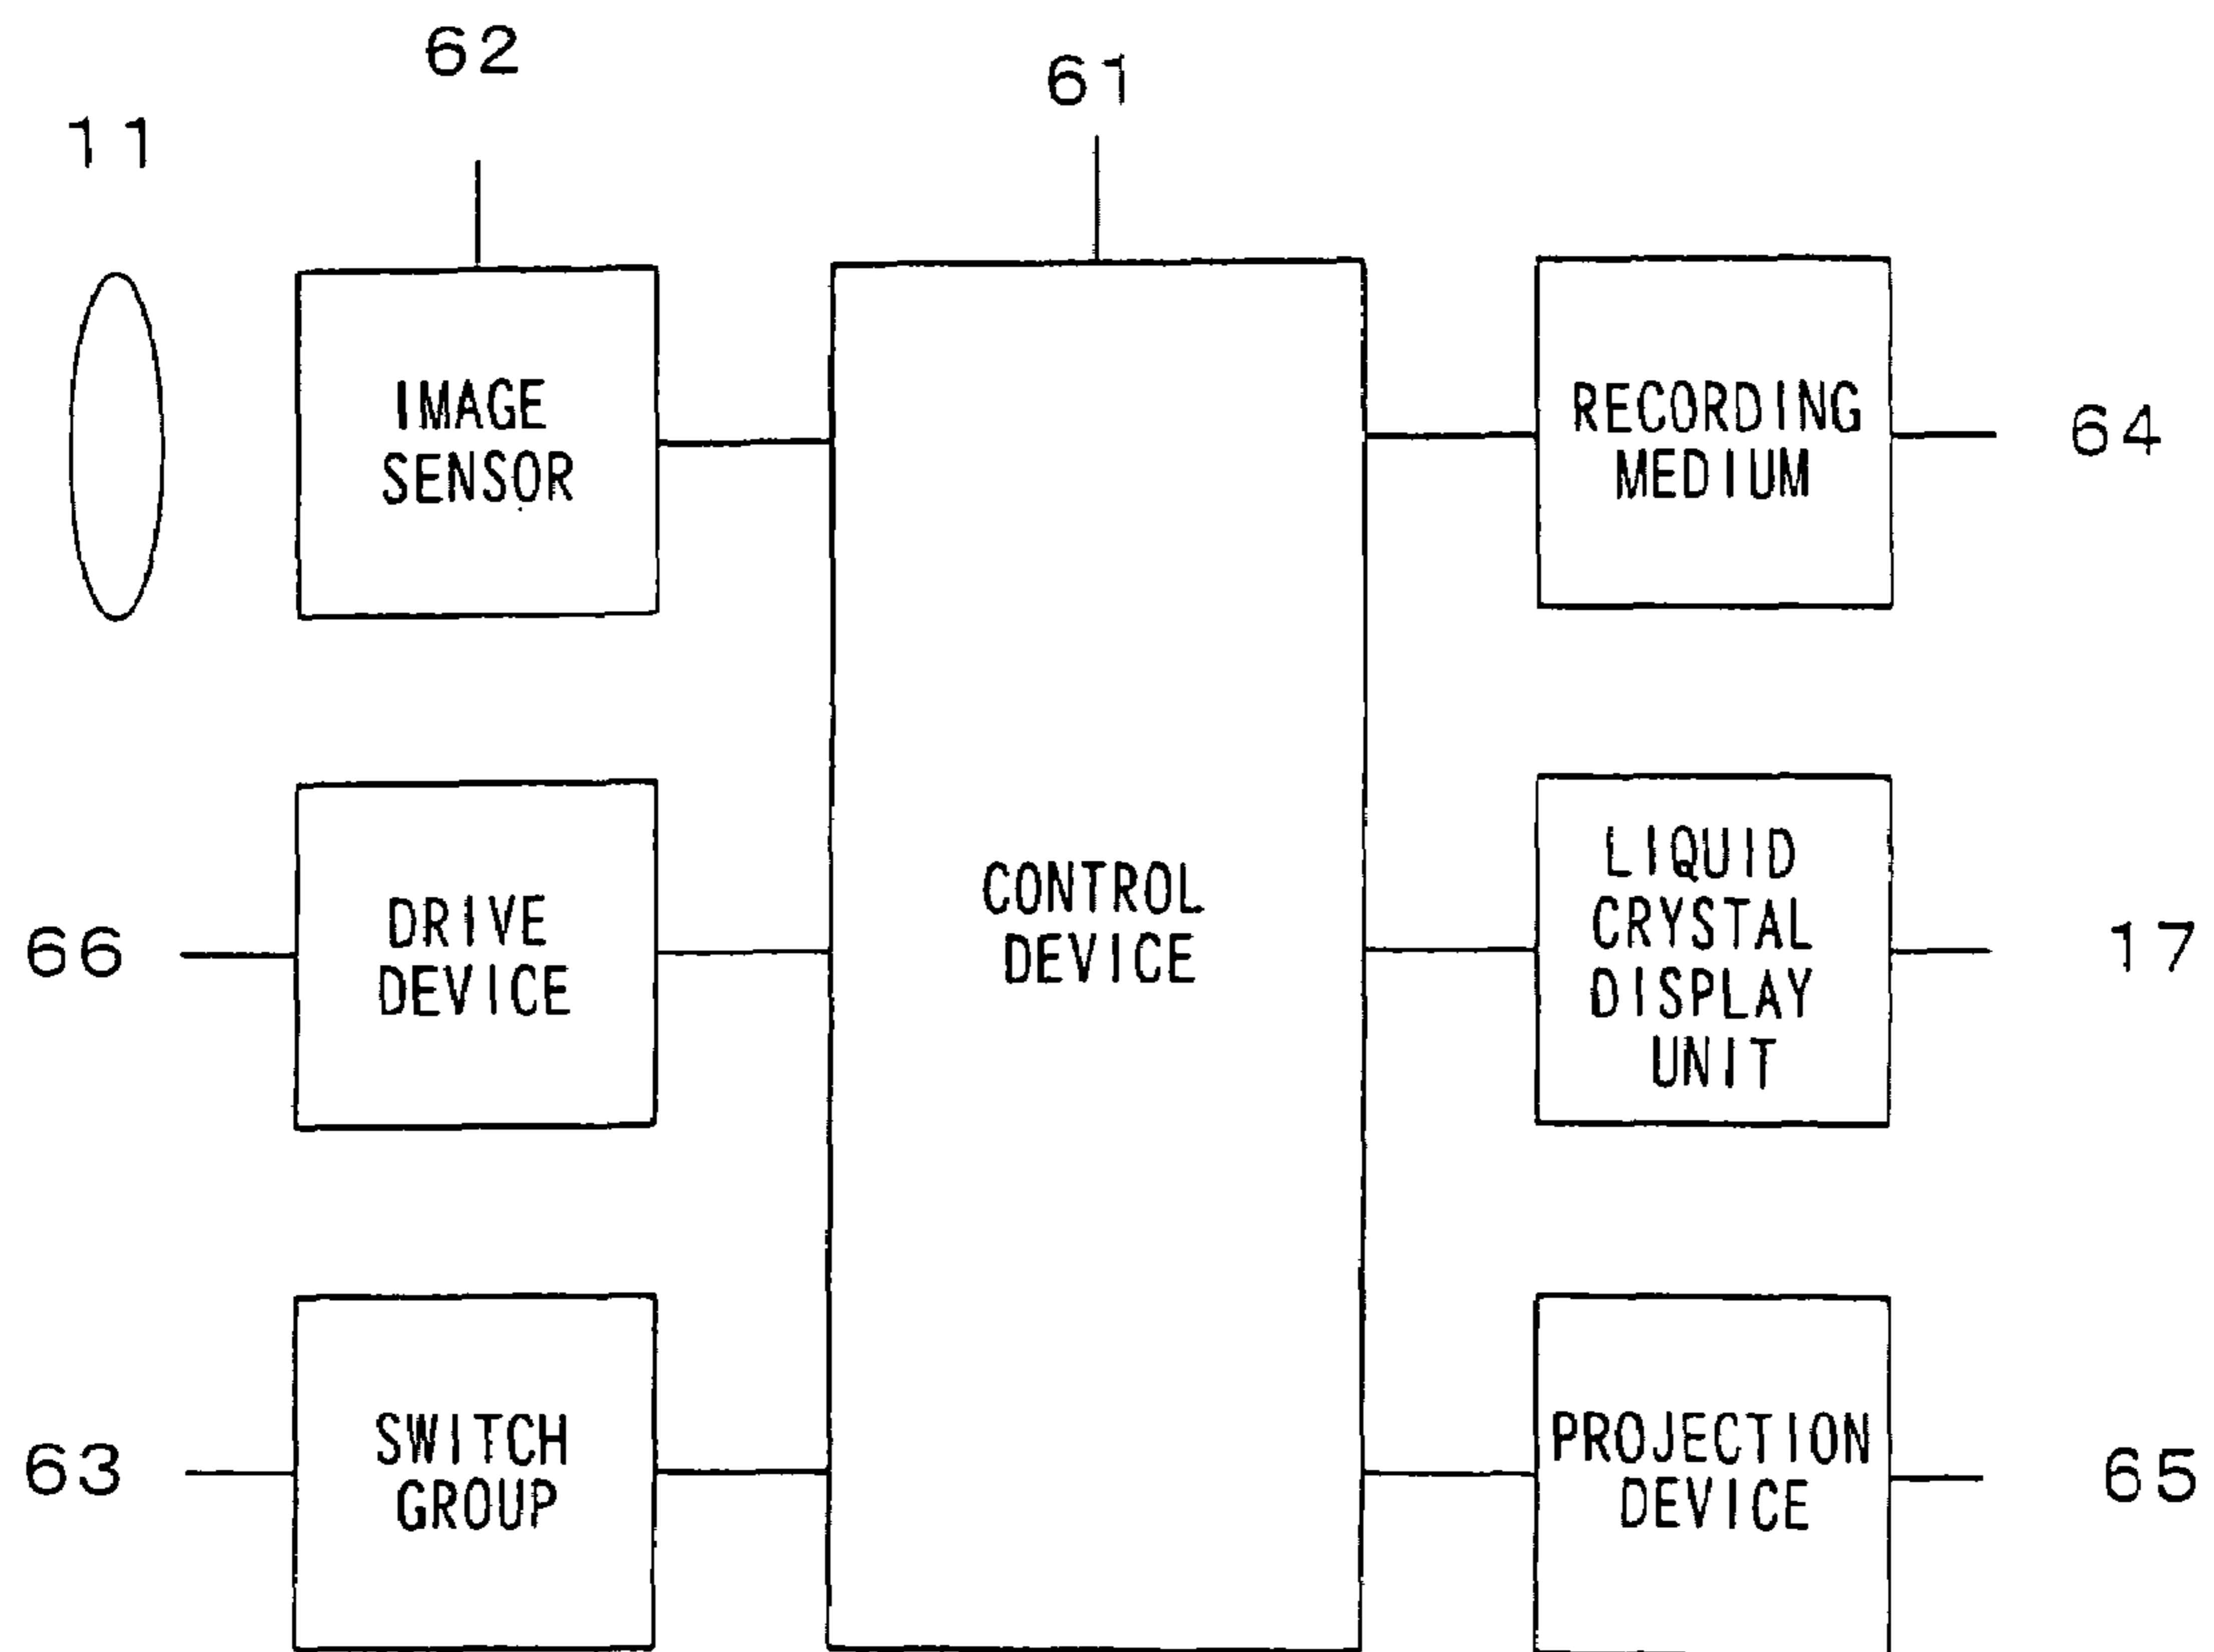 62
61
11
IMAGE
SENSOR
RECORDING
MEDIUM
64
66
DRIVE
DEVICE
CONTROL
DEVICE
LIQUID
CRYSTAL
DISPLAY
UNIT
17
63
SWITCH
GROUP
PROJECTION
DEVICE
65